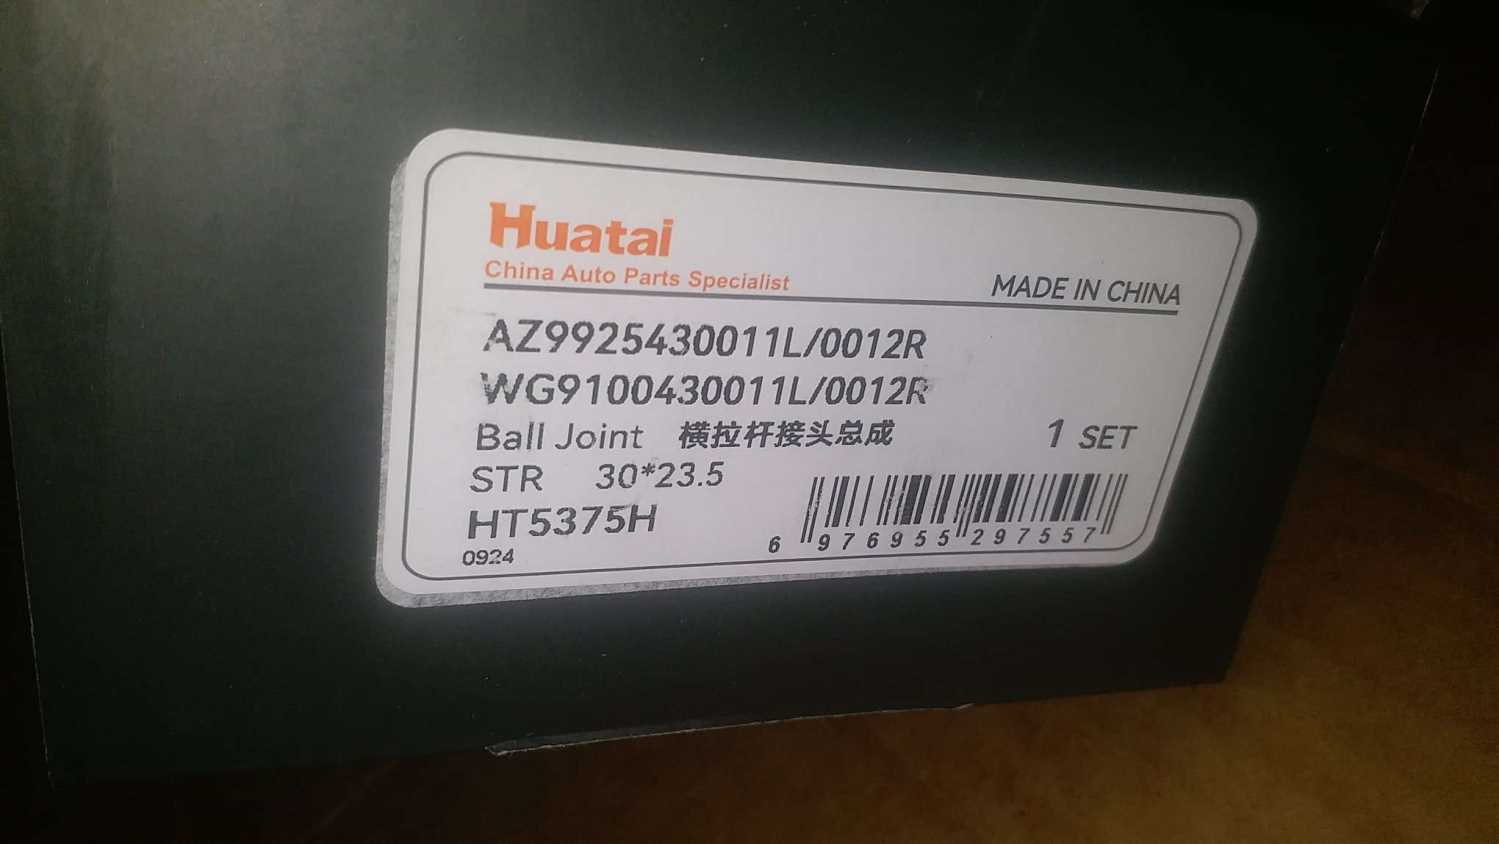 Huatai
China Auto Parts Specialist
MADE IN CHINA
AZ9925430011L/0012R
WG9100430011L/0012R
Ball Joint 横拉杆接头总成 1 SET
STR 30*23.5
HT5375H
0924
6 976955 297557